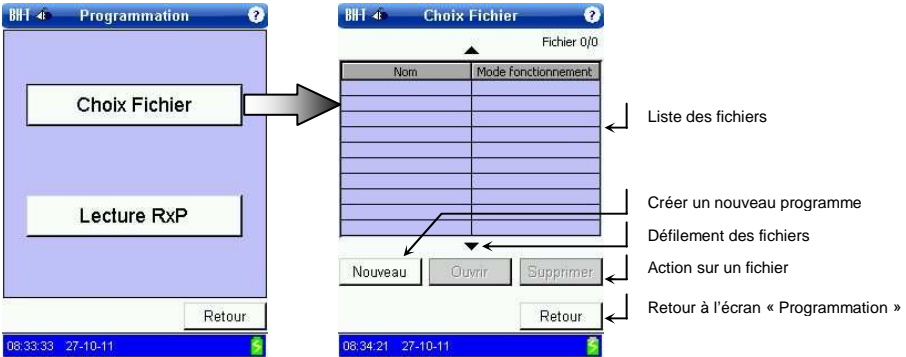 BH-T Programmation ?
Choix Fichier
Lecture RxP
Retour
08:33:33 27-10-11
BH-T Choix Fichier ?
Fichier 0/0
Nom Mode fonctionnement
Nouveau Ouvrir Supprimer
Retour
08:34:21 27-10-11
Liste des fichiers
Créer un nouveau programme
Défilement des fichiers
Action sur un fichier
Retour à l’écran « Programmation »